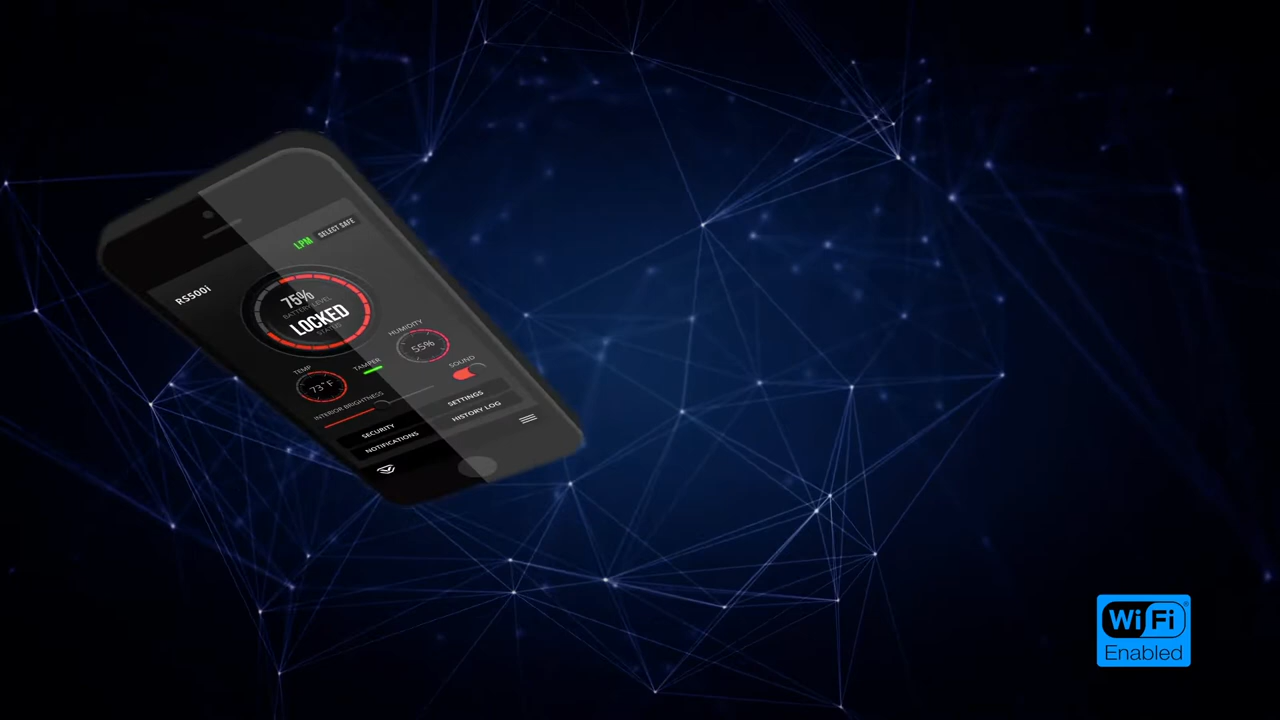 LPM
SELECT SAFE
RS500i
75%
BATTERY LEVEL
LOCKED
STATUS
HUMIDITY
55%
TEMP
73°F
TAMPER
SOUND
INTERIOR BRIGHTNESS
SECURITY
SETTINGS
NOTIFICATIONS
HISTORY LOG
WiFi®
Enabled